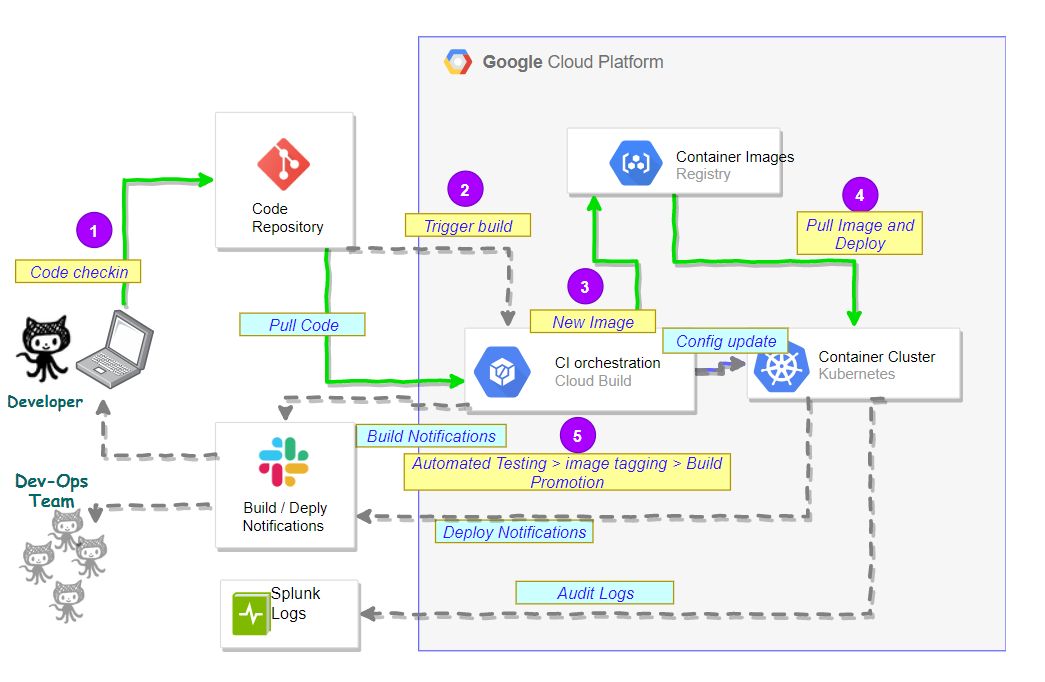 Google Cloud Platform
Container Images
Registry
Code
Repository
2
4
1
Trigger build
Pull Image and
Deploy
Code checkin
3
Pull Code
New Image
Config update
CI orchestration
Cloud Build
Container Cluster
Kubernetes
Developer
Build Notifications
5
Automated Testing > image tagging > Build
Promotion
Dev-Ops
Team
Build / Deply
Notifications
Deploy Notifications
Splunk
Logs
Audit Logs